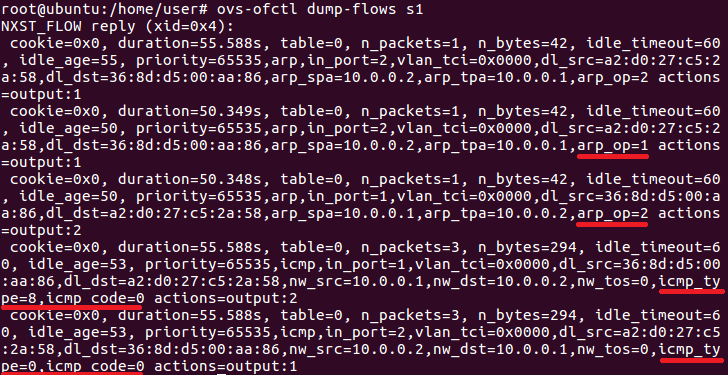 root@ubuntu:/home/user# ovs-ofctl dump-flows s1
NXST_FLOW reply (xid=0x4):
 cookie=0x0, duration=55.588s, table=0, n_packets=1, n_bytes=42, idle_timeout=60
, idle_age=55, priority=65535,arp,in_port=2,vlan_tci=0x0000,dl_src=a2:d0:27:c5:2
a:58,dl_dst=36:8d:d5:00:aa:86,arp_spa=10.0.0.2,arp_tpa=10.0.0.1,arp_op=2 actions
=output:1
 cookie=0x0, duration=50.349s, table=0, n_packets=1, n_bytes=42, idle_timeout=60
, idle_age=50, priority=65535,arp,in_port=2,vlan_tci=0x0000,dl_src=a2:d0:27:c5:2
a:58,dl_dst=36:8d:d5:00:aa:86,arp_spa=10.0.0.2,arp_tpa=10.0.0.1,arp_op=1 actions
=output:1
 cookie=0x0, duration=50.348s, table=0, n_packets=1, n_bytes=42, idle_timeout=60
, idle_age=50, priority=65535,arp,in_port=1,vlan_tci=0x0000,dl_src=36:8d:d5:00:a
a:86,dl_dst=a2:d0:27:c5:2a:58,arp_spa=10.0.0.1,arp_tpa=10.0.0.2,arp_op=2 actions
=output:2
 cookie=0x0, duration=55.588s, table=0, n_packets=3, n_bytes=294, idle_timeout=6
0, idle_age=53, priority=65535,icmp,in_port=1,vlan_tci=0x0000,dl_src=36:8d:d5:00
:aa:86,dl_dst=a2:d0:27:c5:2a:58,nw_src=10.0.0.1,nw_dst=10.0.0.2,nw_tos=0,icmp_ty
pe=8,icmp_code=0 actions=output:2
 cookie=0x0, duration=55.588s, table=0, n_packets=3, n_bytes=294, idle_timeout=6
0, idle_age=53, priority=65535,icmp,in_port=2,vlan_tci=0x0000,dl_src=a2:d0:27:c5
:2a:58,dl_dst=36:8d:d5:00:aa:86,nw_src=10.0.0.2,nw_dst=10.0.0.1,nw_tos=0,icmp_ty
pe=0,icmp_code=0 actions=output:1